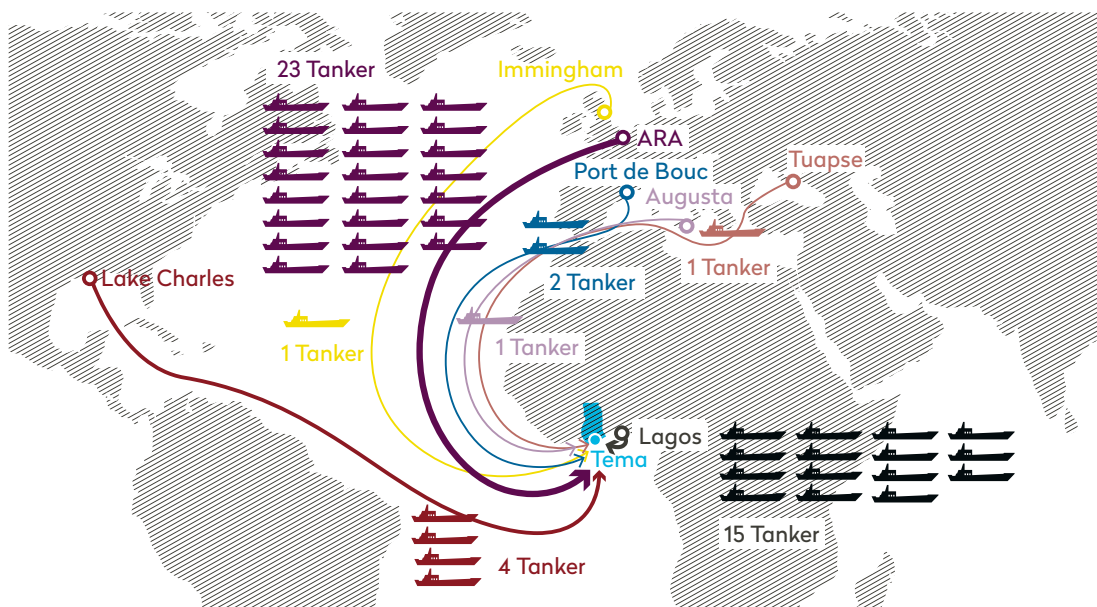 23 Tanker
Immingham
ARA
Tuapse
Port de Bouc
Augusta
1 Tanker
2 Tanker
Lake Charles
1 Tanker
1 Tanker
Lagos
Tema
15 Tanker
4 Tanker